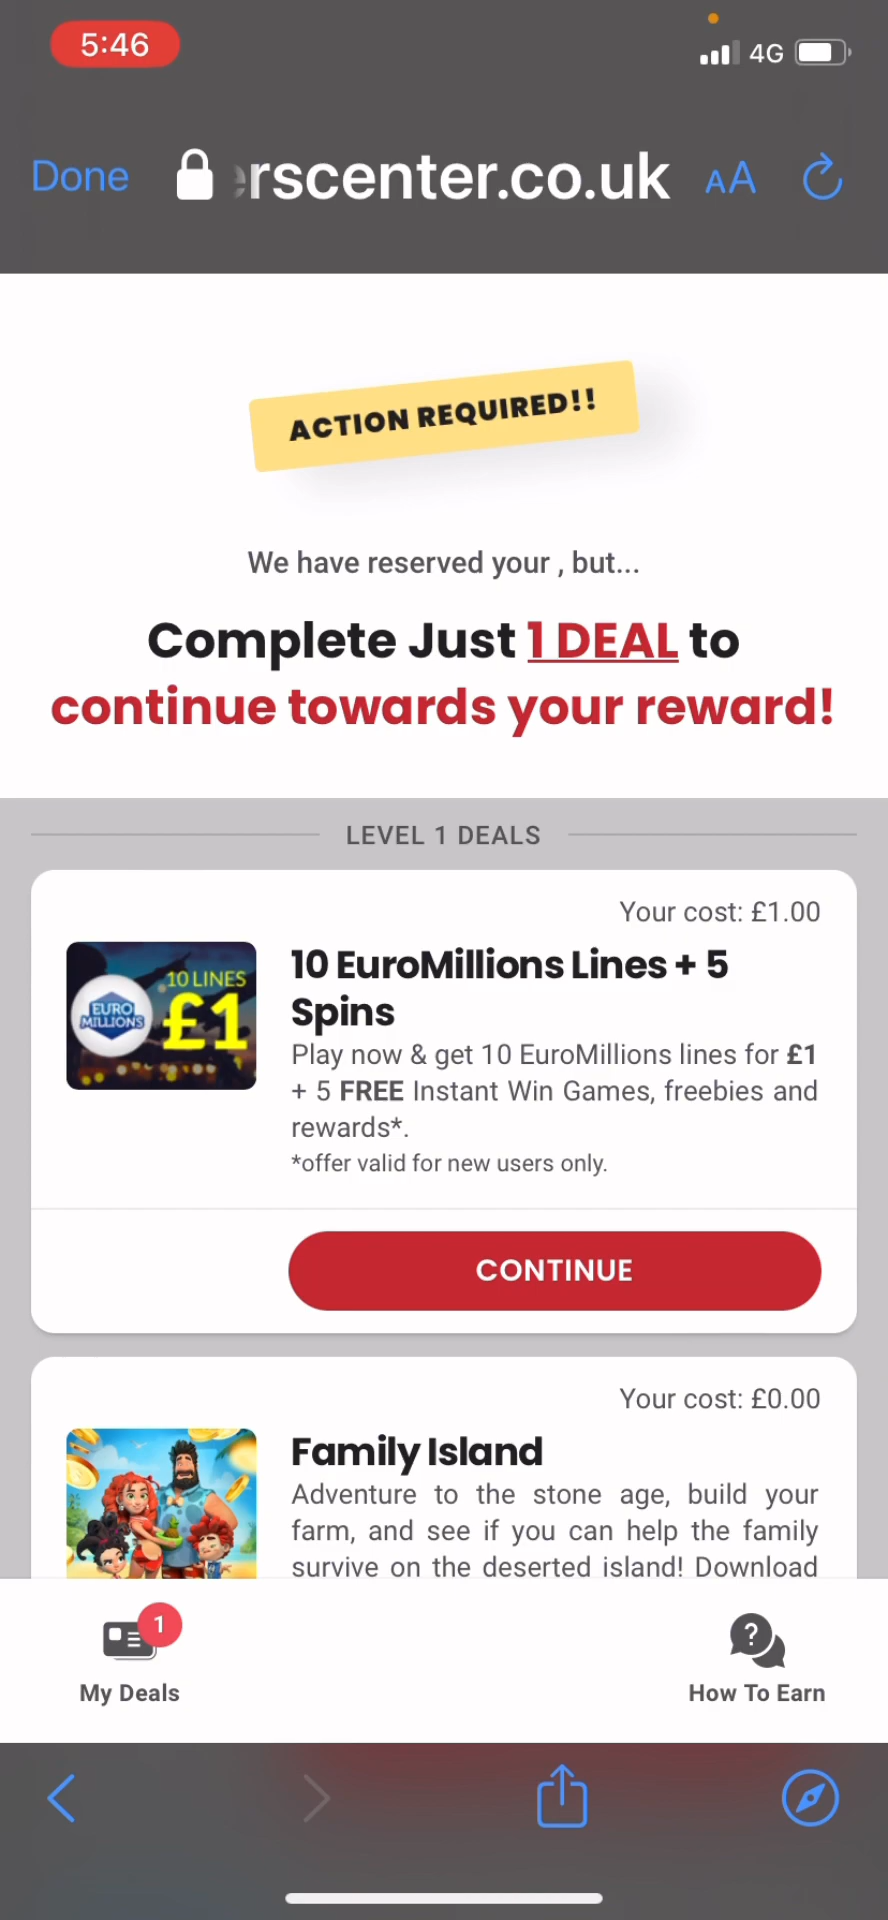 5:46
4G
Done
rscenter.co.uk
AA
ACTION REQUIRED!!
We have reserved your , but...
Complete Just 1 DEAL to
continue towards your reward!
LEVEL 1 DEALS
Your cost: £1.00
10 LINES
EURO
MILLIONS
£1
10 EuroMillions Lines + 5
Spins
Play now & get 10 EuroMillions lines for £1
+ 5 FREE Instant Win Games, freebies and
rewards*.
*offer valid for new users only.
CONTINUE
Your cost: £0.00
Family Island
Adventure to the stone age, build your
farm, and see if you can help the family
survive on the deserted island! Download
1
?
My Deals
How To Earn